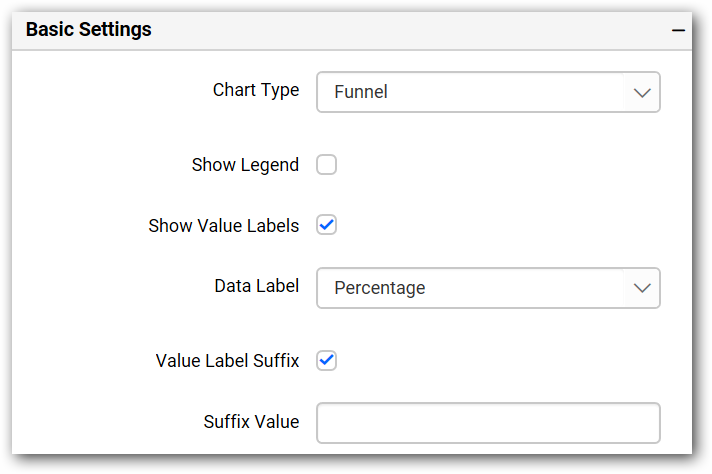 Basic Settings
Chart Type Funnel
Show Legend
Show Value Labels
Data Label Percentage
Value Label Suffix
Suffix Value